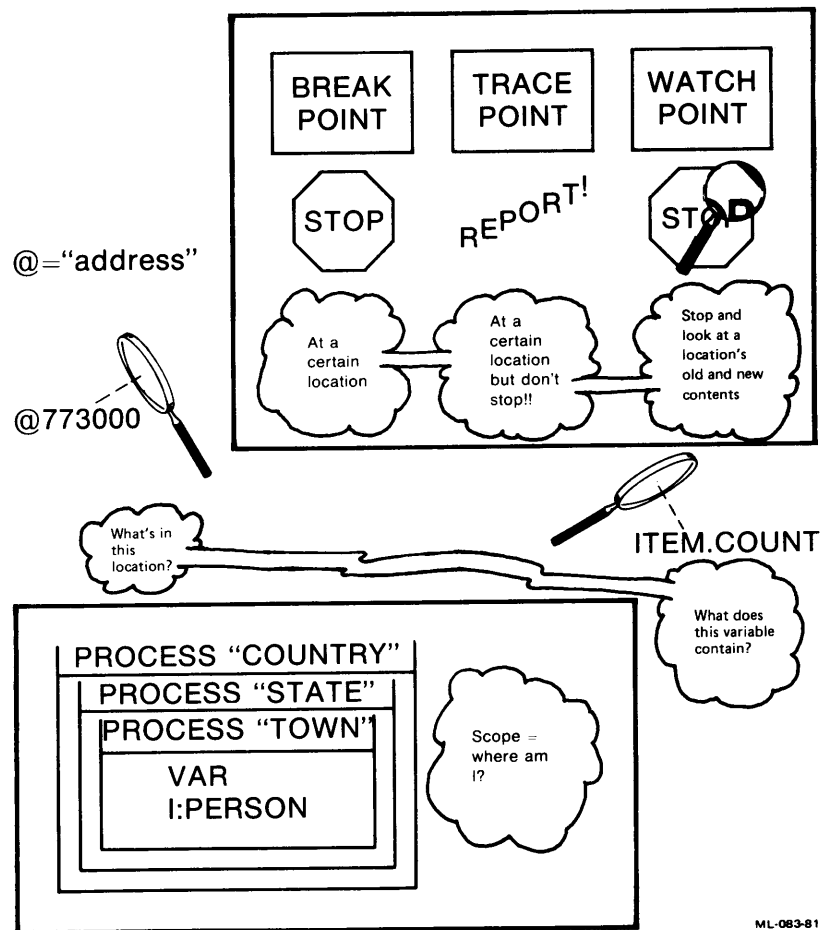 BREAK
POINT
TRACE
POINT
WATCH
POINT
STOP
REPORT!
STOP
@="address"
At a
certain
location
At a
certain
location
but don't
stop!!
Stop and
look at a
location's
old and new
contents
@773000
ITEM.COUNT
What's in
this
location?
What does
this variable
contain?
PROCESS "COUNTRY"
PROCESS "STATE"
PROCESS "TOWN"
VAR
I:PERSON
Scope =
where am
I?
ML-083-81